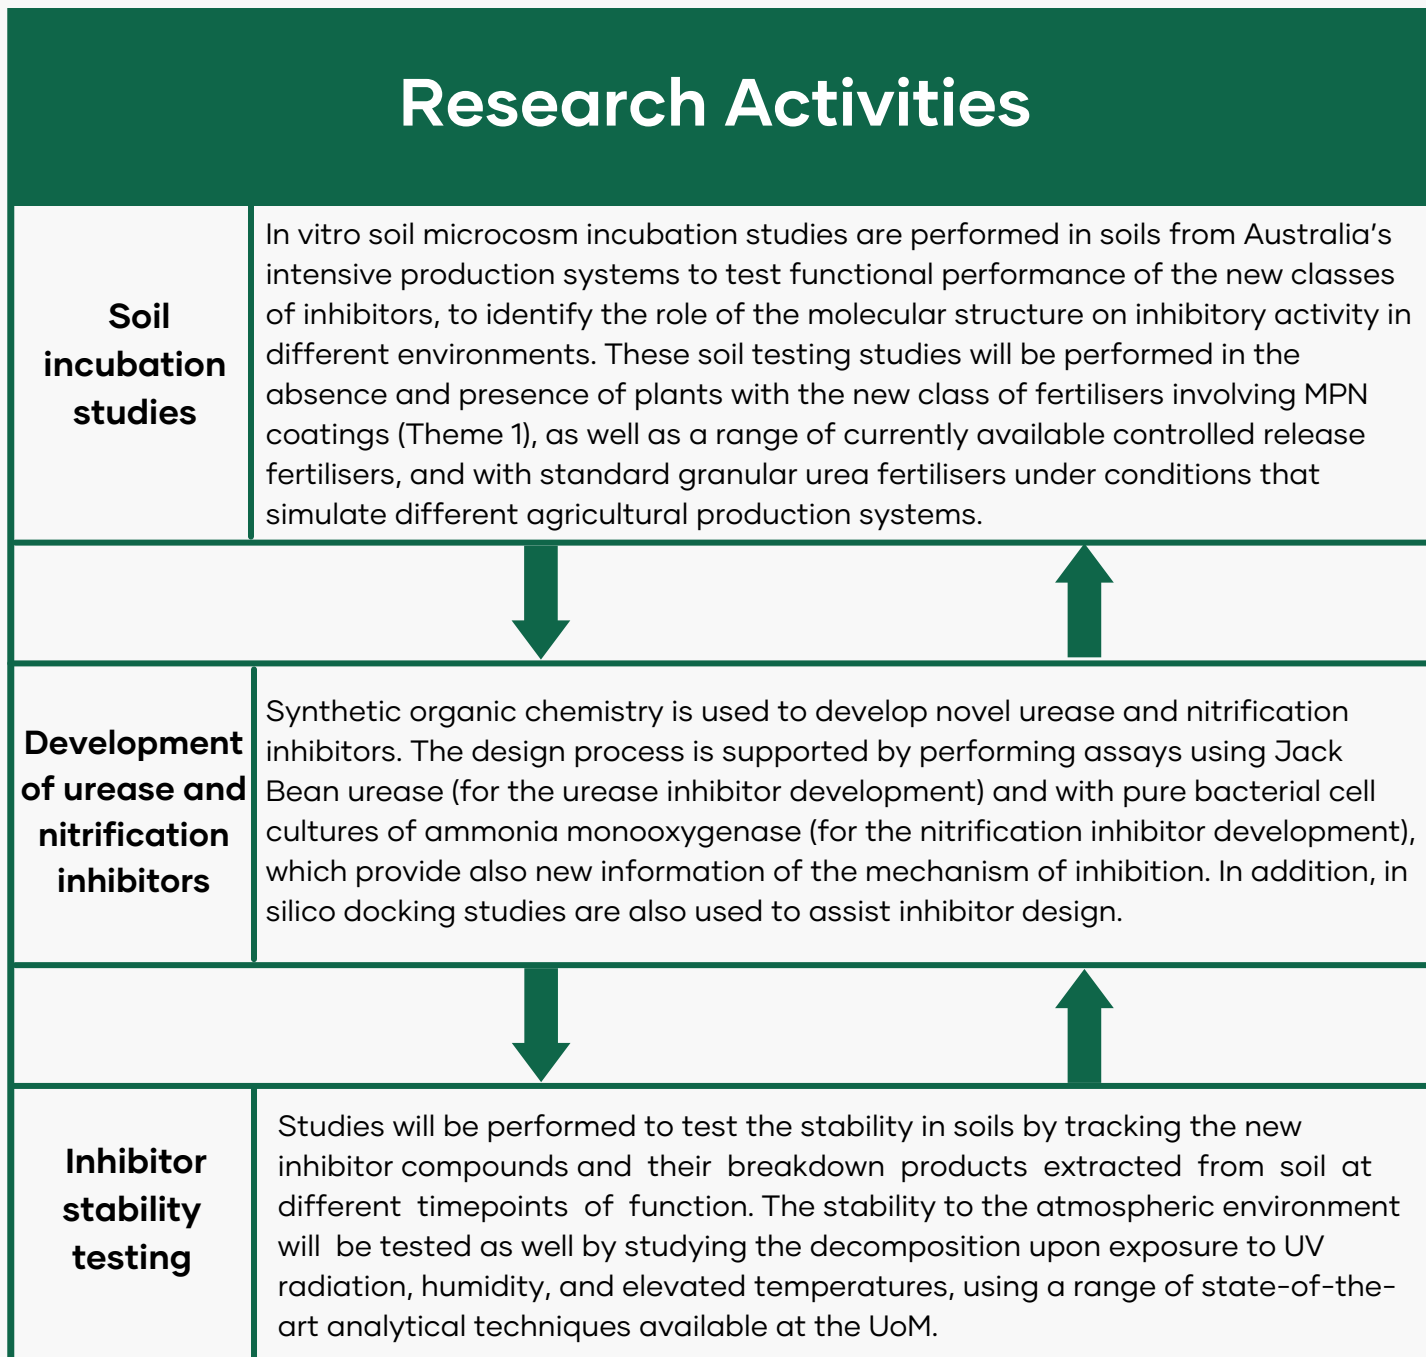 Research Activities
Soil
incubation
studies
In vitro soil microcosm incubation studies are performed in soils from Australia's
intensive production systems to test functional performance of the new classes
of inhibitors, to identify the role of the molecular structure on inhibitory activity in
different environments. These soil testing studies will be performed in the
absence and presence of plants with the new class of fertilisers involving MPN
coatings (Theme 1), as well as a range of currently available controlled release
fertilisers, and with standard granular urea fertilisers under conditions that
simulate different agricultural production systems.
Development
of urease and
nitrification
inhibitors
Synthetic organic chemistry is used to develop novel urease and nitrification
inhibitors. The design process is supported by performing assays using Jack
Bean urease (for the urease inhibitor development) and with pure bacterial cell
cultures of ammonia monooxygenase (for the nitrification inhibitor development),
which provide also new information of the mechanism of inhibition. In addition, in
silico docking studies are also used to assist inhibitor design.
Inhibitor
stability
testing
Studies will be performed to test the stability in soils by tracking the new
inhibitor compounds and their breakdown products extracted from soil at
different timepoints of function. The stability to the atmospheric environment
will be tested as well by studying the decomposition upon exposure to UV
radiation, humidity, and elevated temperatures, using a range of state-of-the-
art analytical techniques available at the UoM.